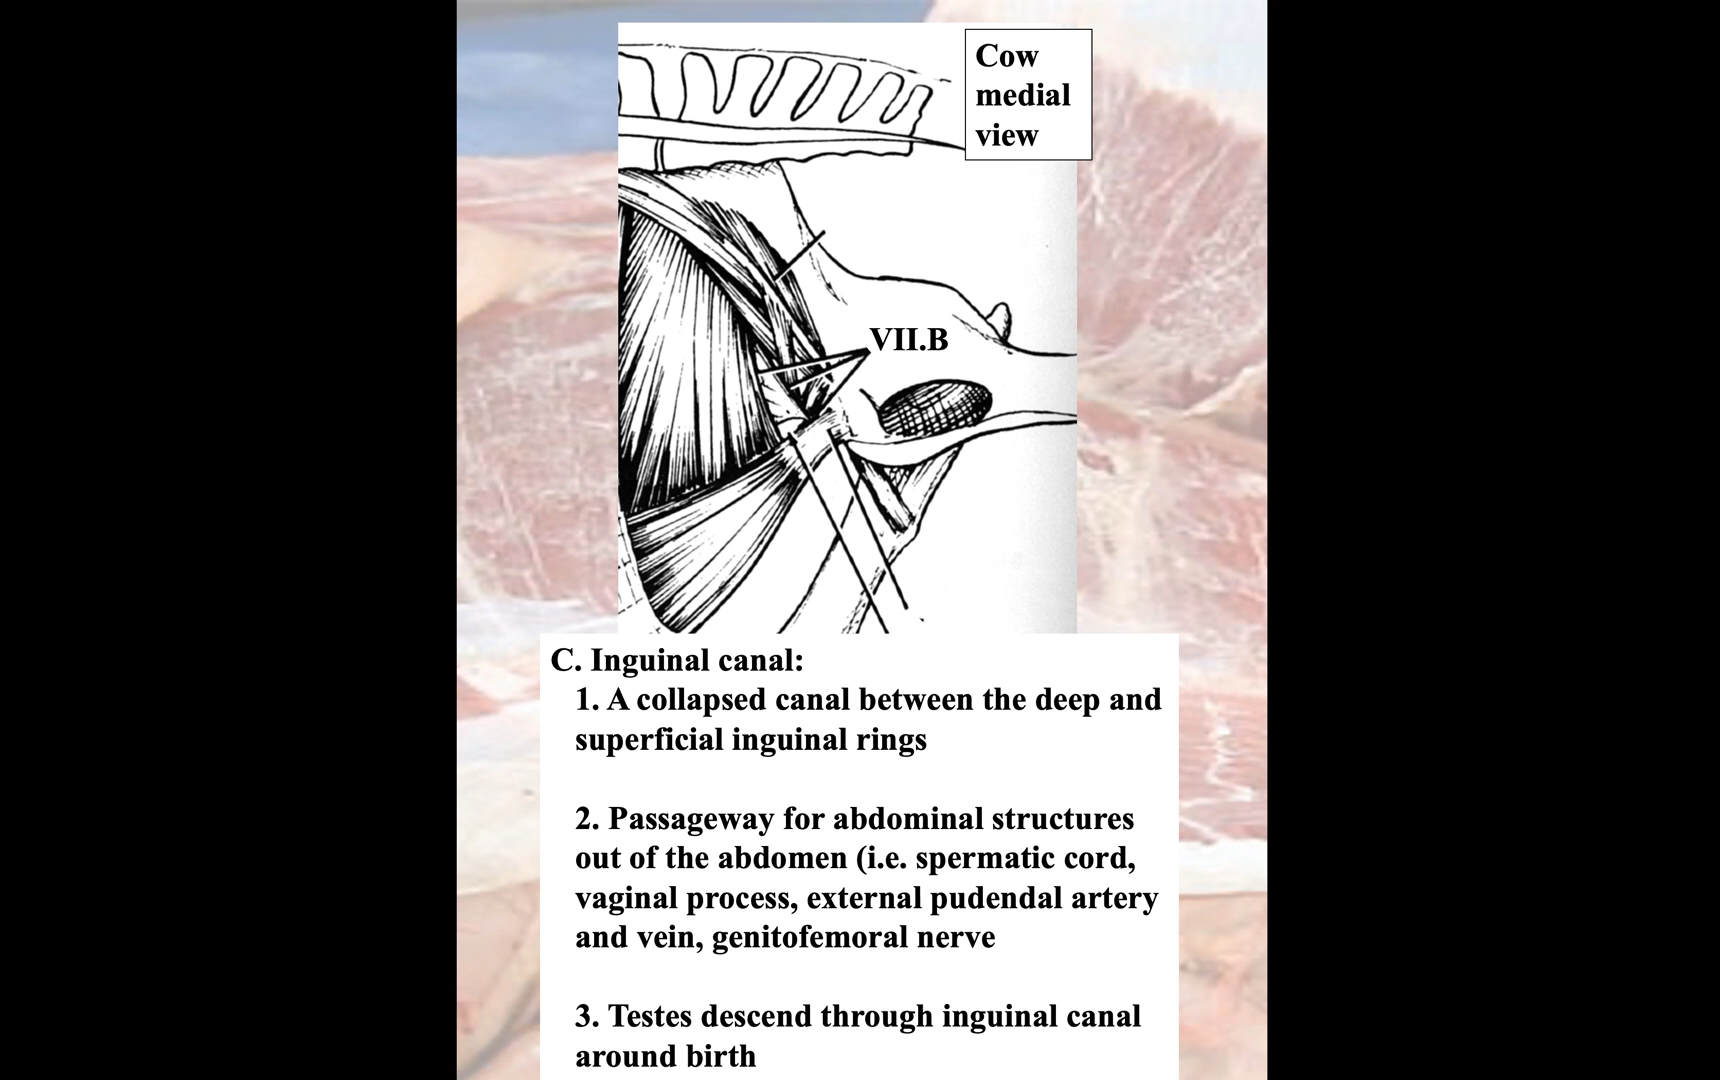 Cow
medial
view
VII.B
C. Inguinal canal:
1. A collapsed canal between the deep and
superficial inguinal rings
2. Passageway for abdominal structures
out of the abdomen (i.e. spermatic cord,
vaginal process, external pudendal artery
and vein, genitofemoral nerve
3. Testes descend through inguinal canal
around birth